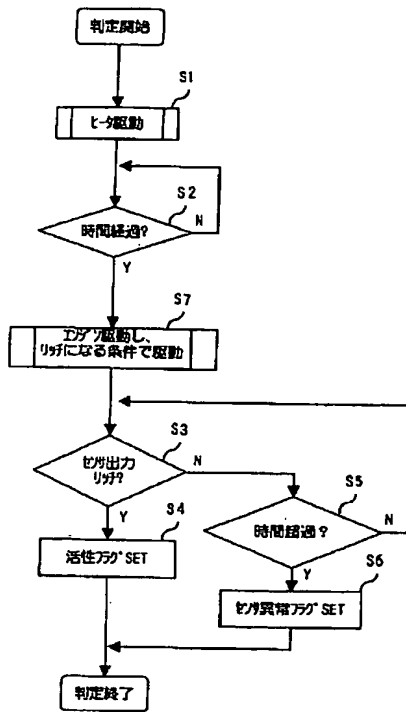 判定開始
S1
ヒータ駆動
S2
時間経過?
N
Y
S7
エンジン駆動し、
リッチになる条件で駆動
S3
センサ出力
リッチ?
N
Y
S5
時間超過?
N
Y
S4
活性フラグSET
S6
センサ異常フラグSET
判定終了